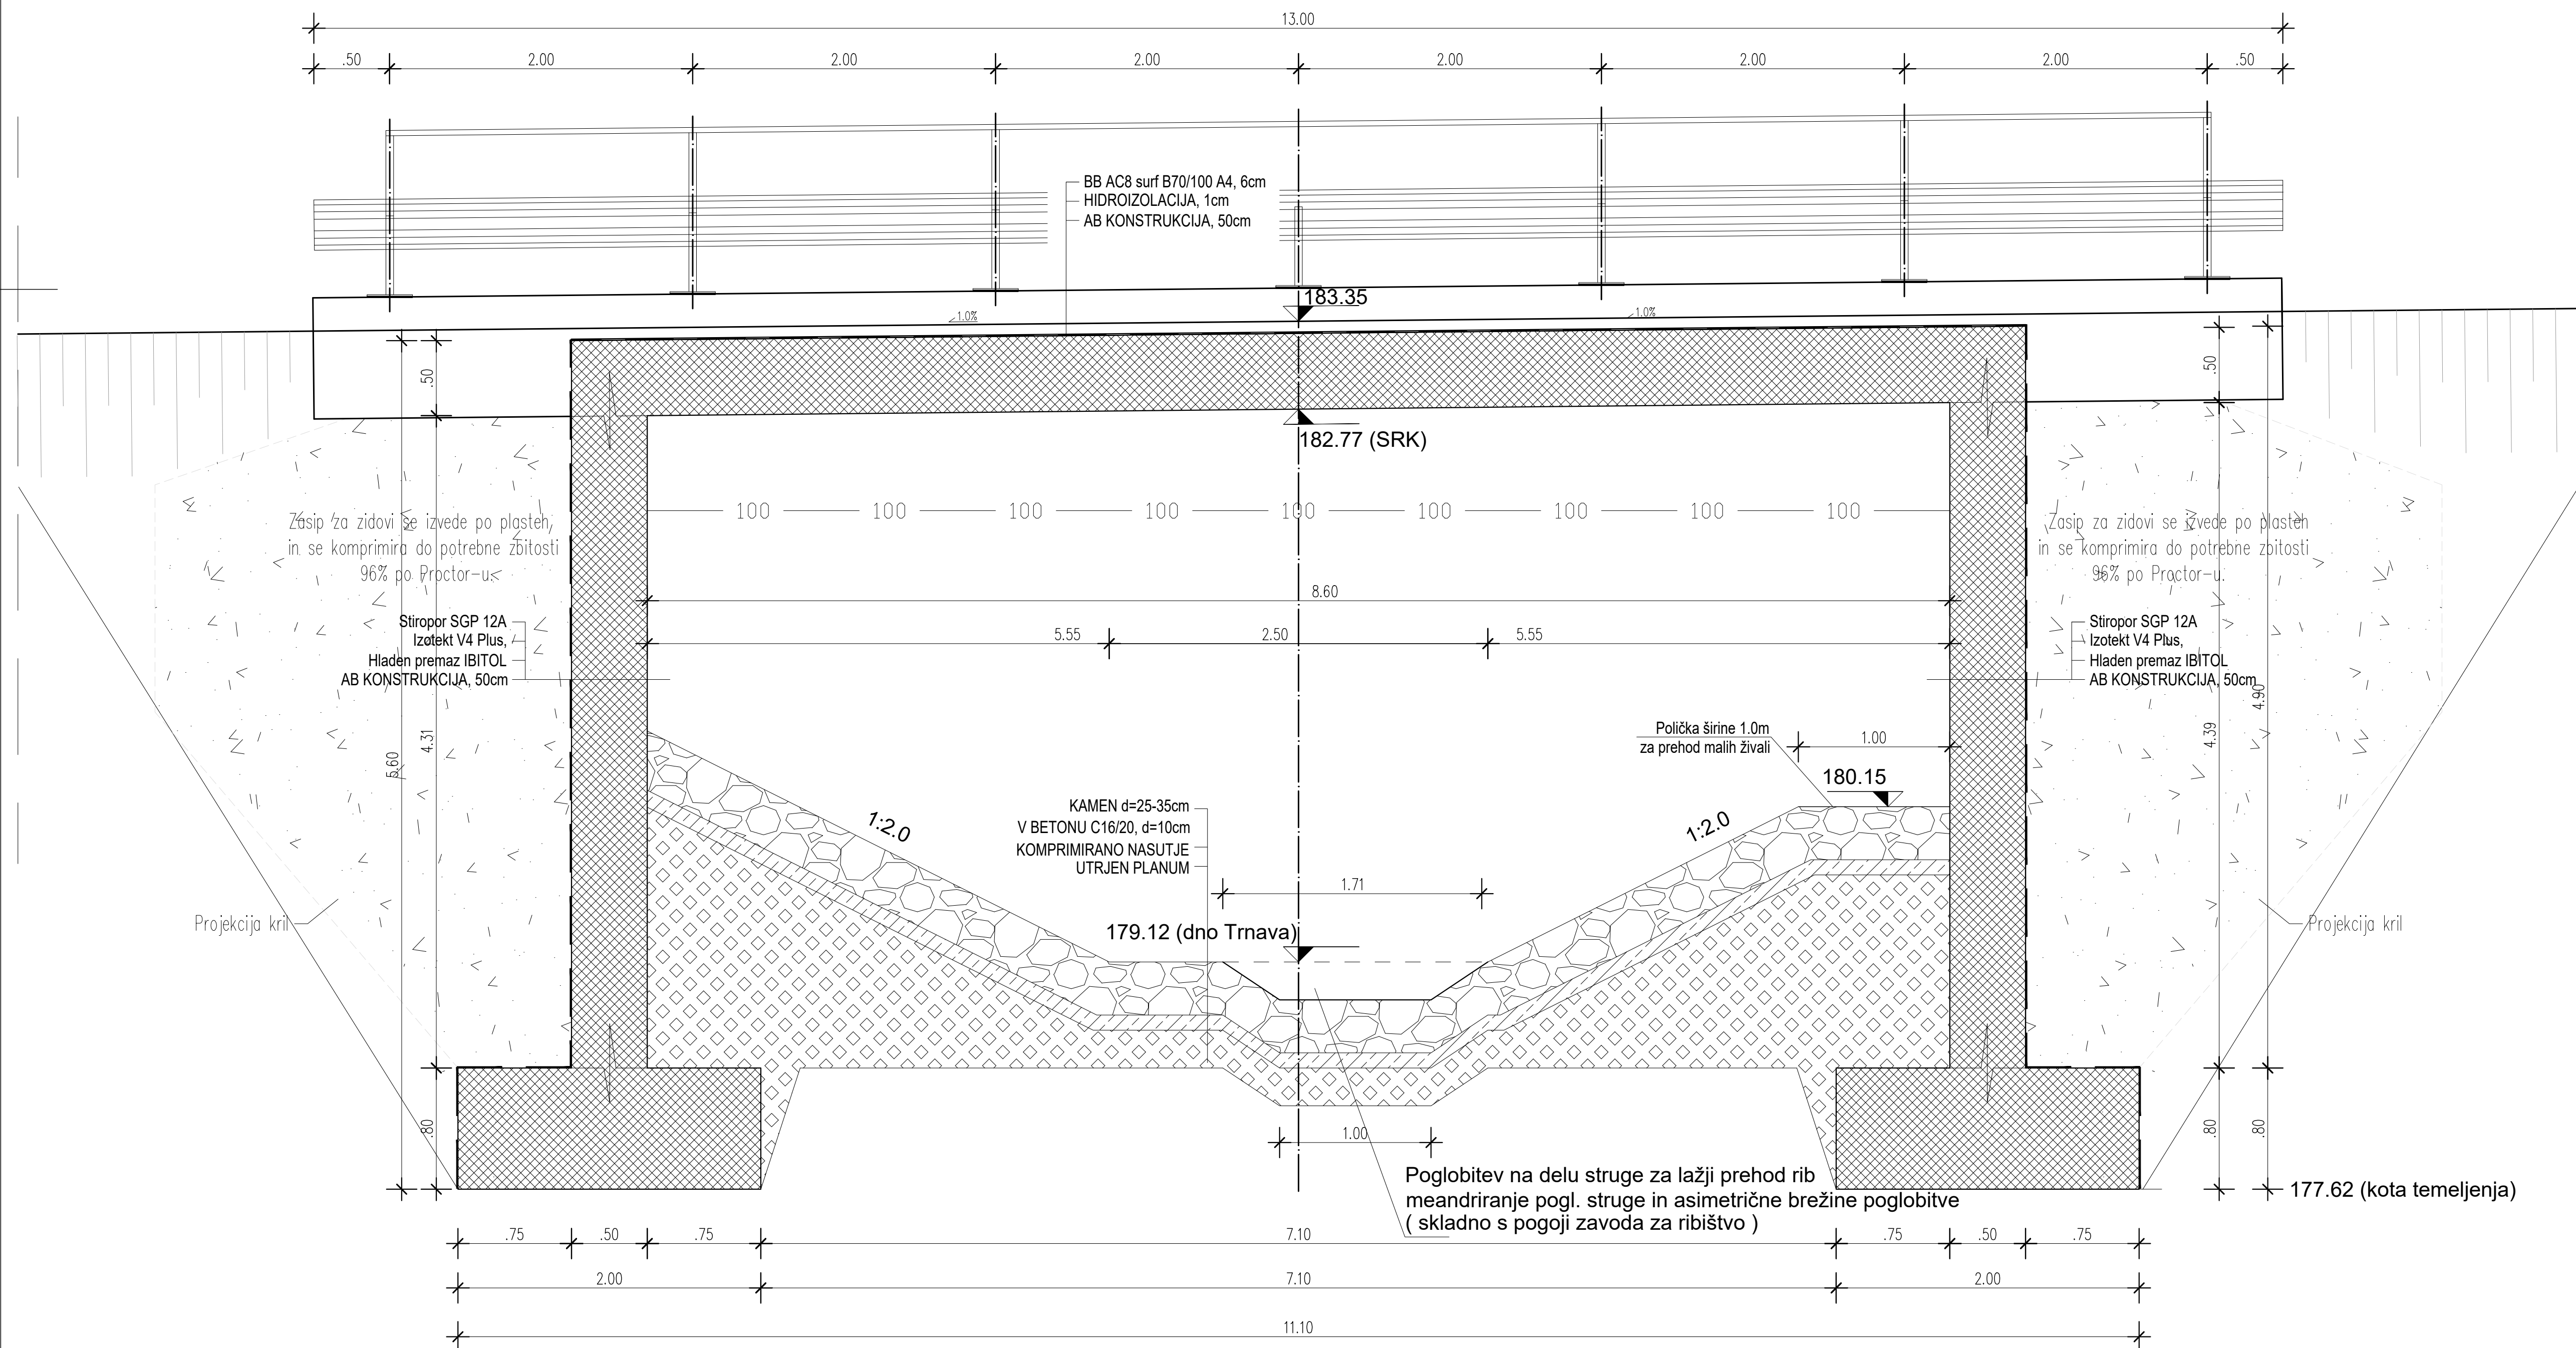 13.00
.50 2.00 2.00 2.00 2.00 2.00 2.00 .50
BB AC8 surf B70/100 A4, 6cm
HIDROIZOLACIJA, 1cm
AB KONSTRUKCIJA, 50cm
183.35
1.0% 1.0%
.50 .50
182.77 (SRK)
100 100 100 100 100 100 100 100 100
Zasip za zidovi se izvede po plasteh,
in se komprimira do potrebne zbitosti
96% po Proctor-u.
Zasip za zidovi se izvede po plasteh
in se komprimira do potrebne zbitosti
96% po Proctor-u.
8.60
5.55 2.50 5.55
Stiropor SGP 12A
Izotekt V4 Plus,
Hladen premaz IBITOL
AB KONSTRUKCIJA, 50cm
Stiropor SGP 12A
Izotekt V4 Plus,
Hladen premaz IBITOL
AB KONSTRUKCIJA, 50cm
5.60
4.31
4.39
4.90
Polička širine 1.0m
za prehod malih živali
1.00
180.15
1:2.0
1:2.0
KAMEN d=25-35cm
V BETONU C16/20, d=10cm
KOMPRIMIRANO NASUTJE
UTRJEN PLANUM
1.71
179.12 (dno Trnava)
Projekcija kril
Projekcija kril
.80
.80
.80
1.00
Poglobitev na delu struge za lažji prehod rib
meandriranje pogl. struge in asimetrične brežine poglobitve
( skladno s pogoji zavoda za ribištvo )
177.62 (kota temeljenja)
.75 .50 .75 7.10 .75 .50 .75
2.00 7.10 2.00
11.10